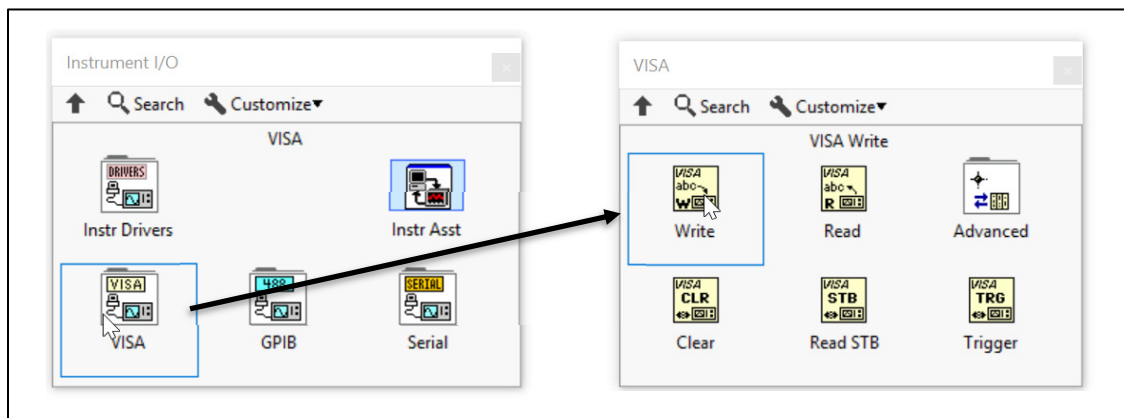 Instrument I/O
Search Customize
VISA
DRIVERS
Instr Drivers
Instr Asst
VISA
VISA
488
GPIB
SERIAL
Serial
VISA
Search Customize
VISA Write
VISA
abc
W
Write
VISA
abc
R
Read
Advanced
VISA
CLR
Clear
VISA
STB
Read STB
VISA
TRG
Trigger